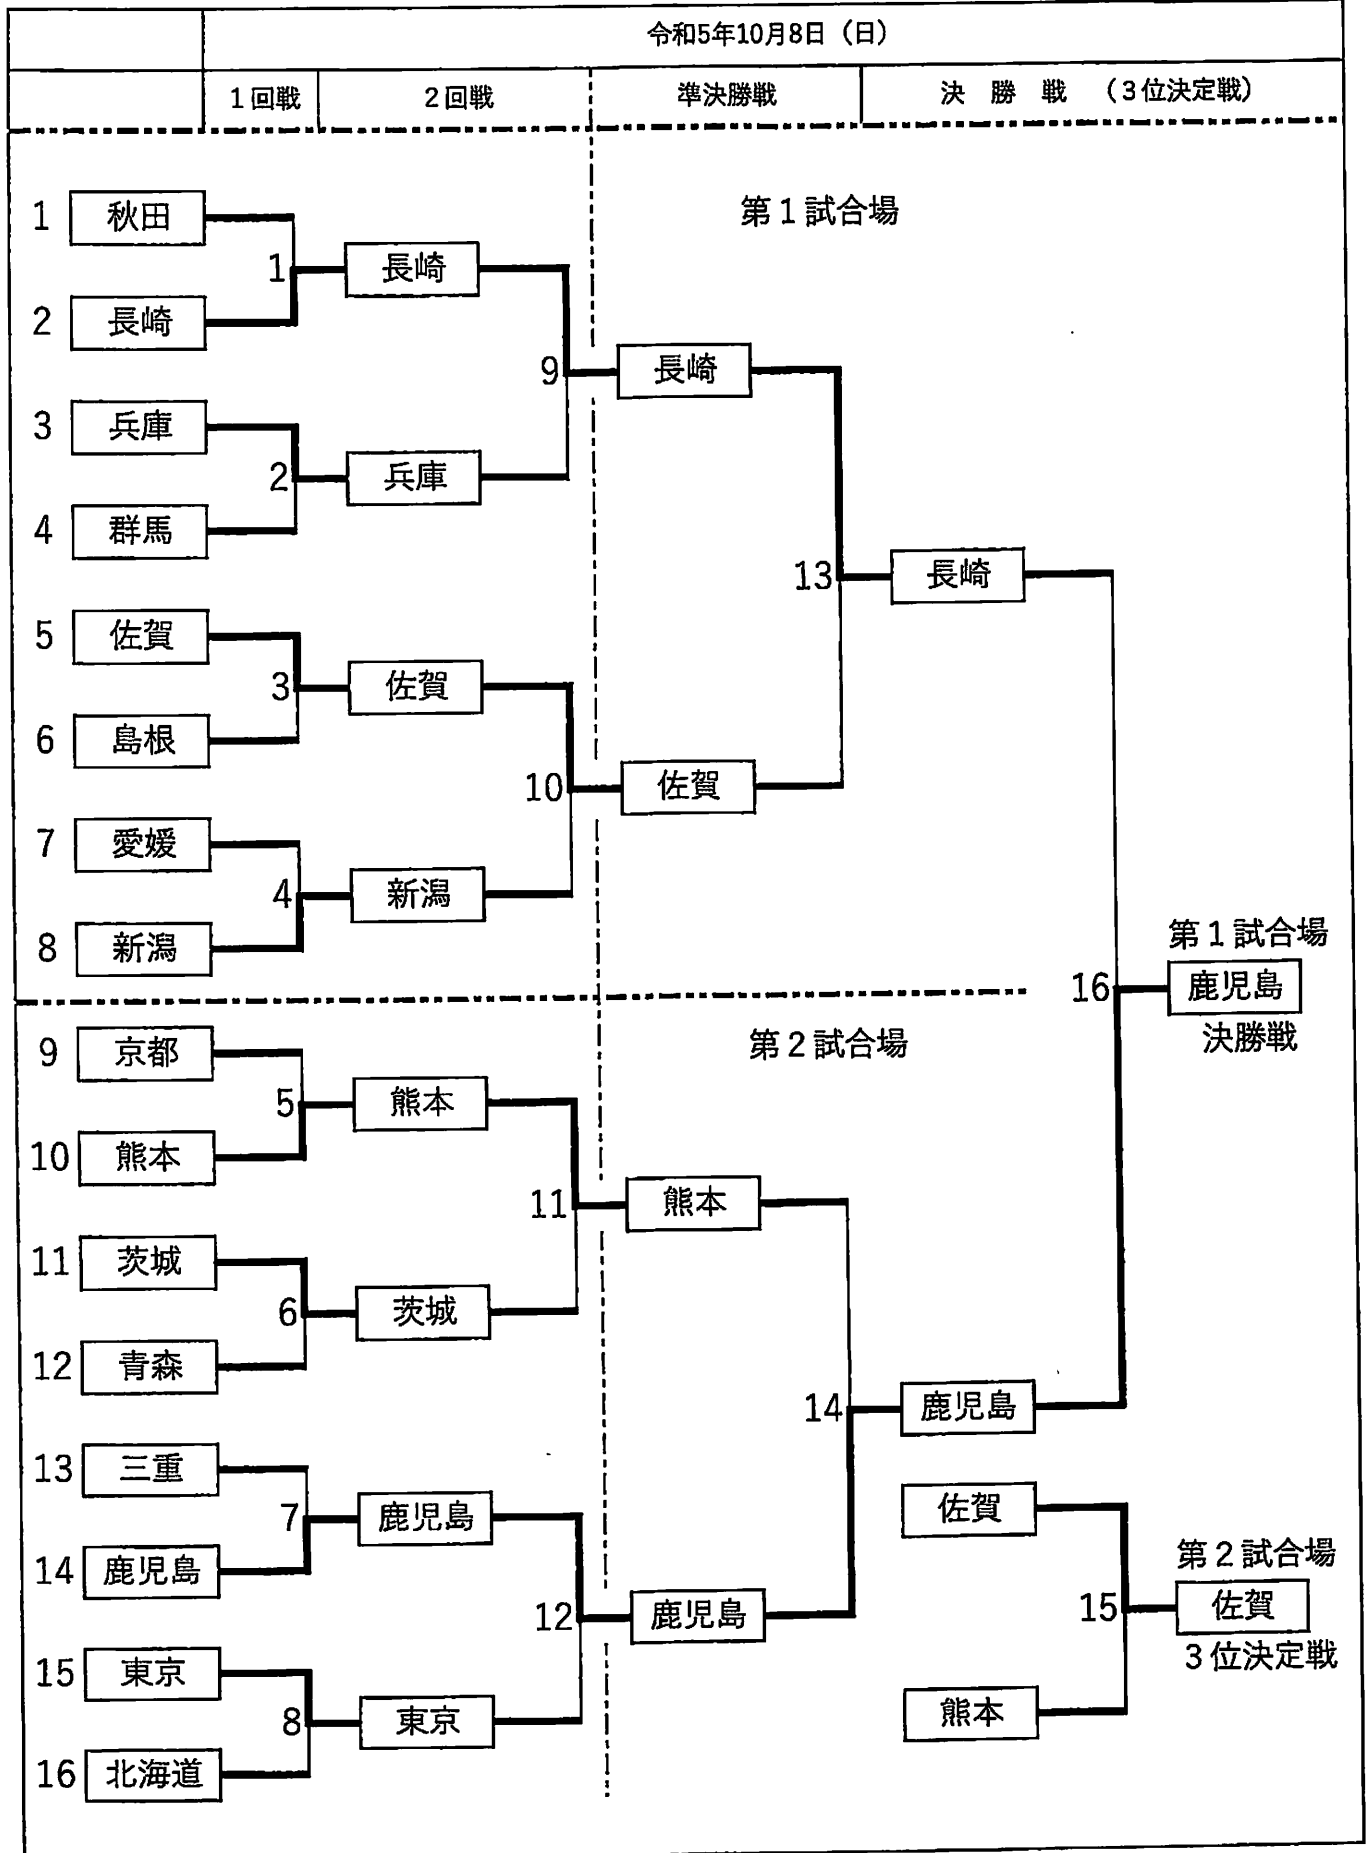 令和5年10月8日（日）
1回戦 2回戦 準決勝戦 決 勝 戦 （3位決定戦）
第1試合場
1 秋田
1 長崎
2 長崎
9 長崎
3 兵庫
2 兵庫
4 群馬
13 長崎
5 佐賀
3 佐賀
6 島根
10 佐賀
7 愛媛
4 新潟
8 新潟
第1試合場
16 鹿児島
決勝戦
第2試合場
9 京都
5 熊本
10 熊本
11 熊本
11 茨城
6 茨城
12 青森
14 鹿児島
13 三重
7 鹿児島
14 鹿児島
12 鹿児島
15 東京
8 東京
16 北海道
佐賀
第2試合場
15 佐賀
3位決定戦
熊本